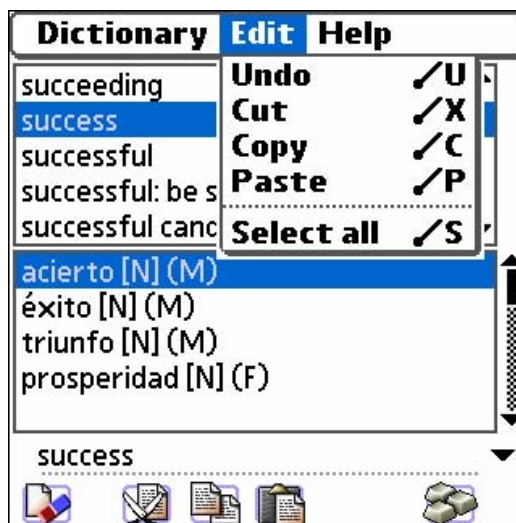 Dictionary Edit Help
Undo U
Cut X
Copy C
Paste P
Select all S
succeeding
success
successful
successful: be s
successful canc
acierto [N] (M)
éxito [N] (M)
triunfo [N] (M)
prosperidad [N] (F)
success